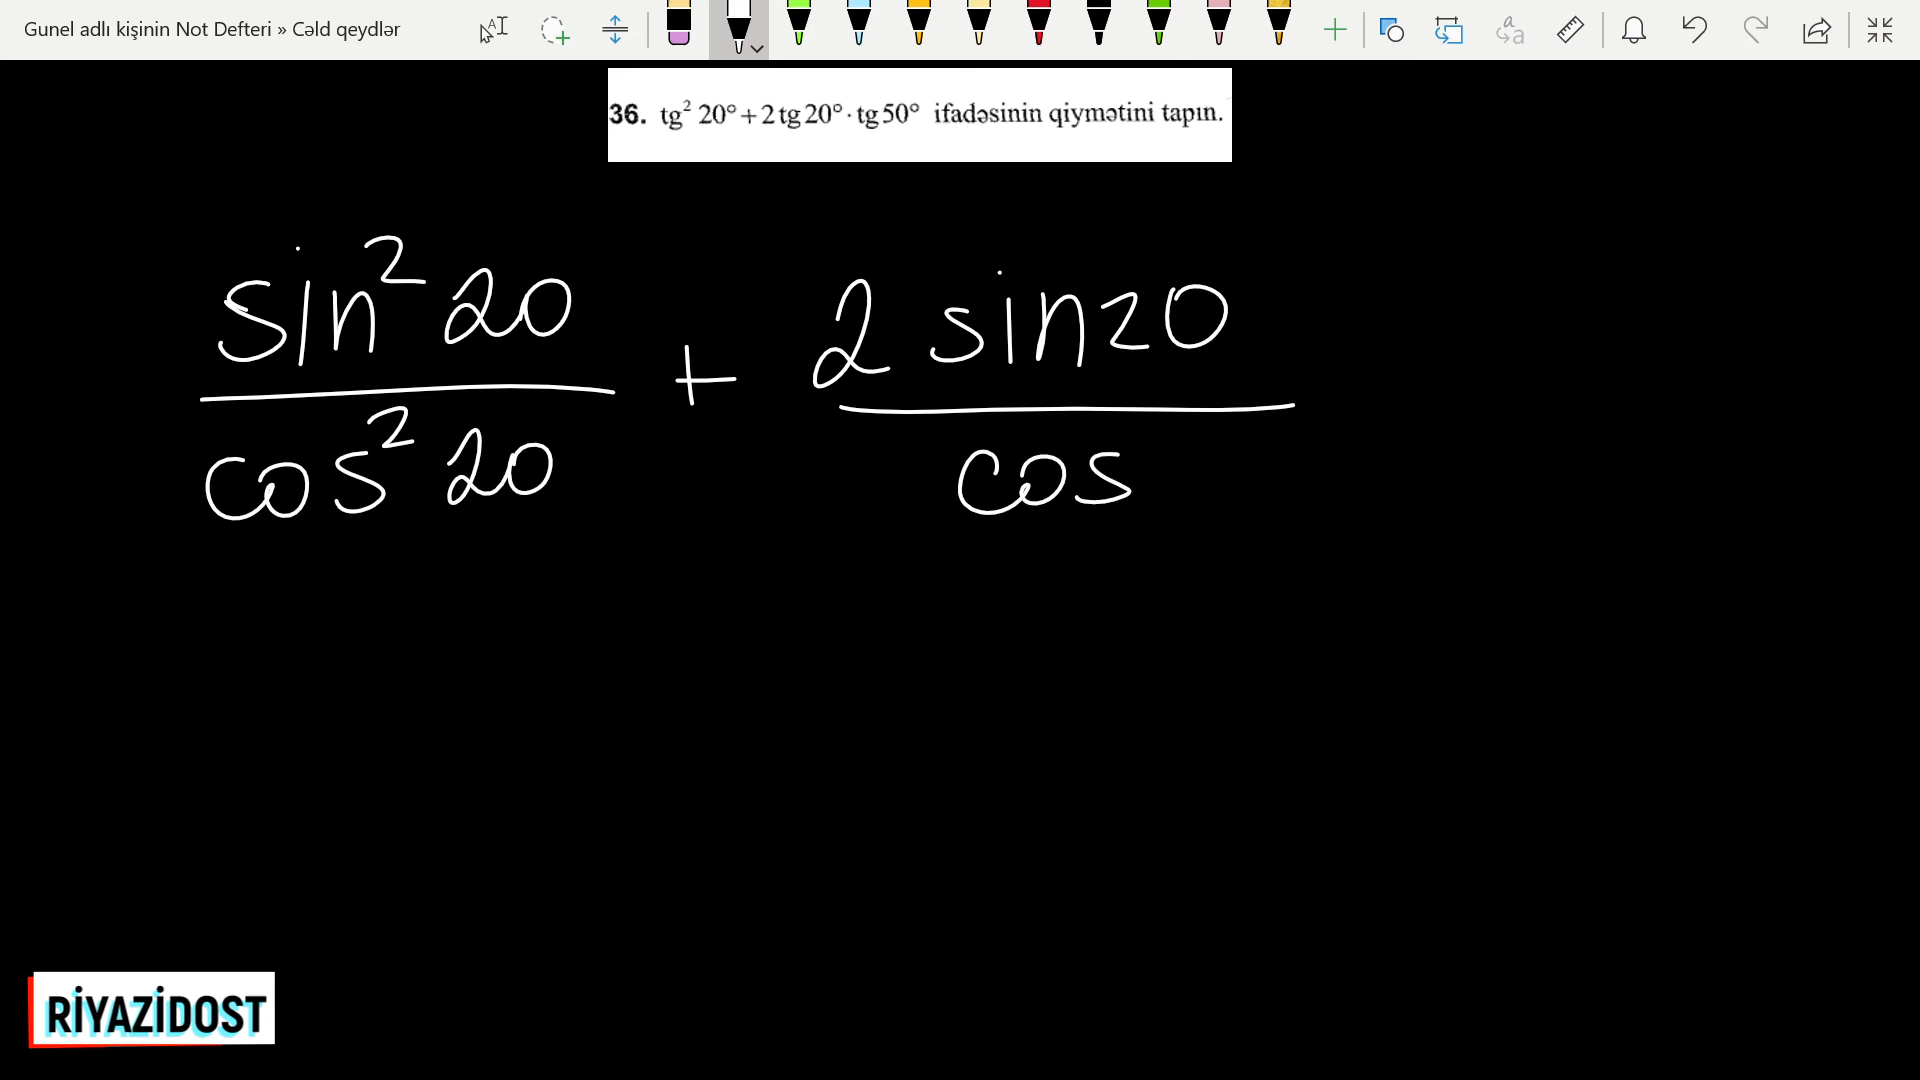 Gunel adlı kişinin Not Defteri » Cəld qeydlər
36. tg² 20° + 2 tg 20° · tg 50° ifadəsinin qiymətini tapın.
sin² 20 + 2 sin20
cos² 20 cos
RİYAZİDOST